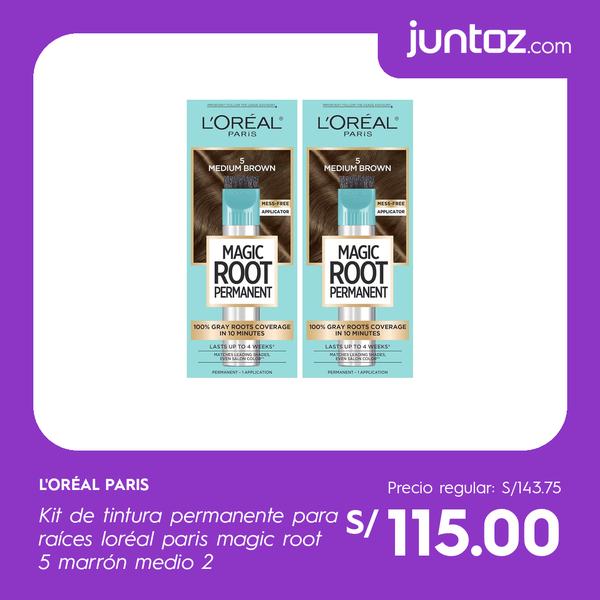 juntoz.com
L'ORÉAL®
PARIS
5
MEDIUM BROWN
MESS-FREE
APPLICATOR
MAGIC
ROOT
PERMANENT
100% GRAY ROOTS COVERAGE
IN 10 MINUTES
LASTS UP TO 4 WEEKS*
MATCHES LEADING SHADES,
EVEN SALON COLOR**
PERMANENT - 1 APPLICATION
L'ORÉAL®
PARIS
5
MEDIUM BROWN
MESS-FREE
APPLICATOR
MAGIC
ROOT
PERMANENT
100% GRAY ROOTS COVERAGE
IN 10 MINUTES
LASTS UP TO 4 WEEKS*
MATCHES LEADING SHADES,
EVEN SALON COLOR**
PERMANENT - 1 APPLICATION
L'ORÉAL PARIS
Kit de tintura permanente para
raíces loréal paris magic root
5 marrón medio 2
Precio regular: S/143.75
S/ 115.00